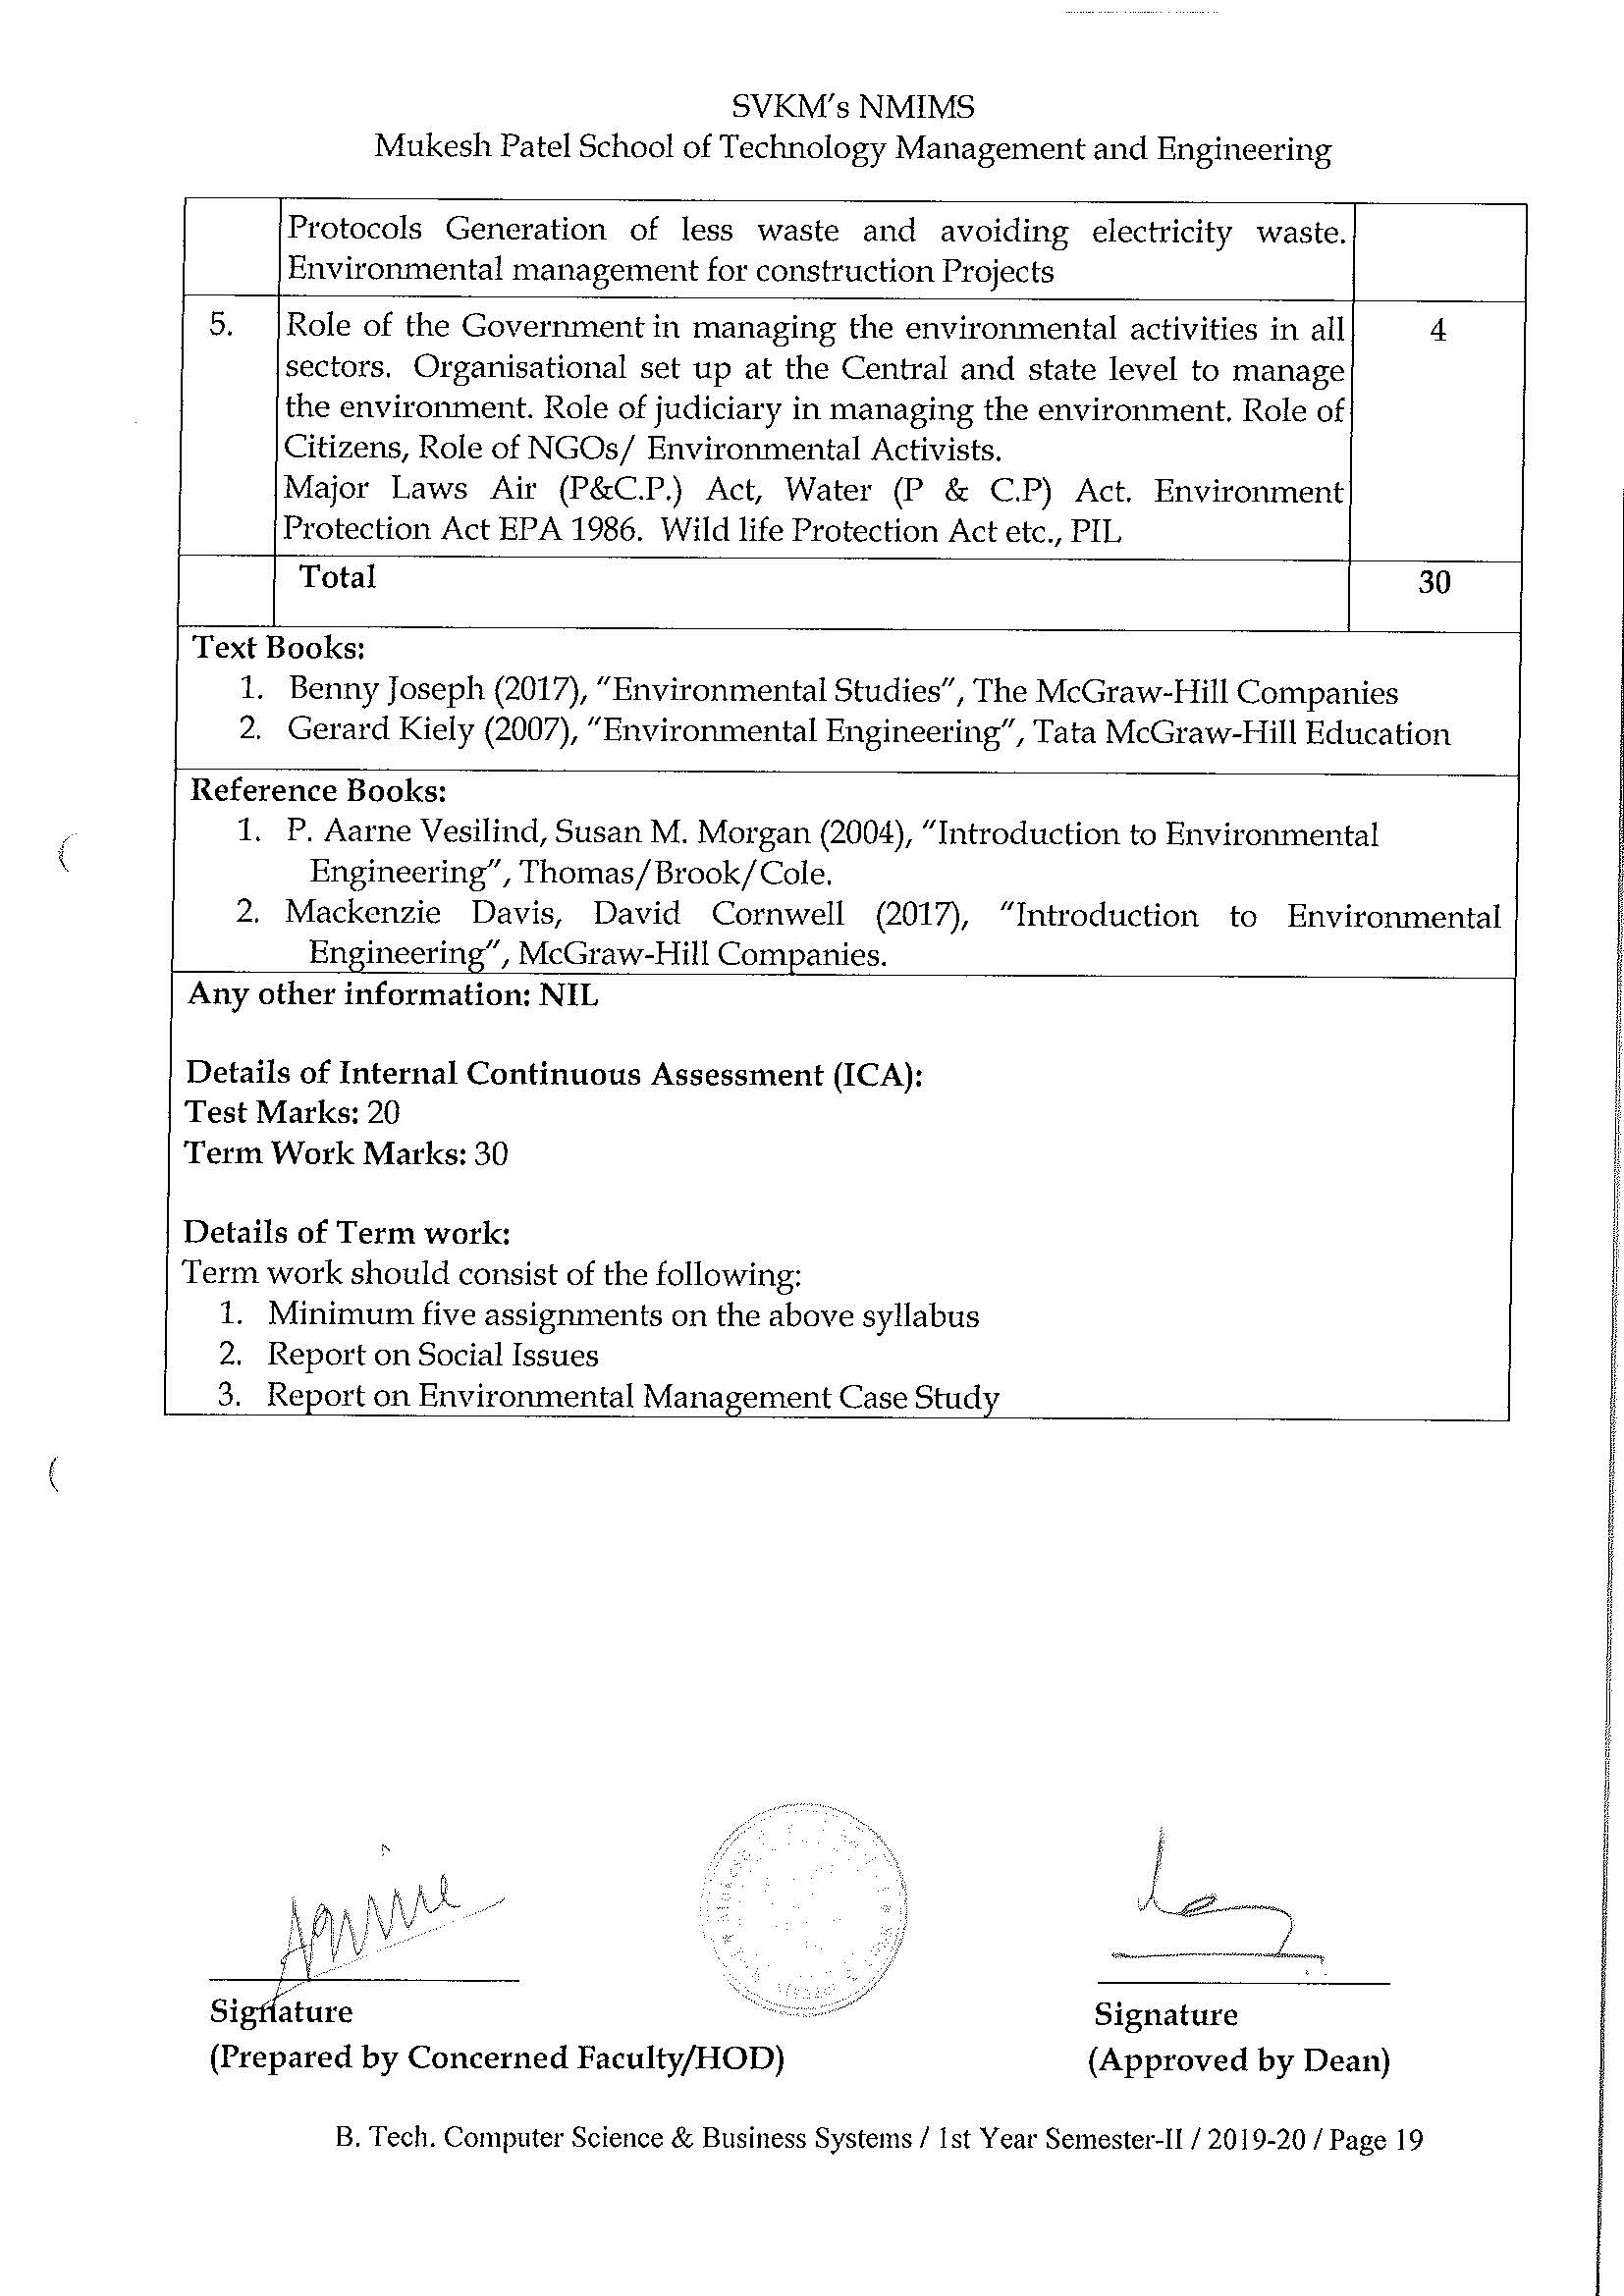 SVKM's NMIMS
Mukesh Patel School of Technology Management and Engineering
Protocols Generation of less waste and avoiding electricity waste.
Environmental management for construction Projects
5. Role of the Government in managing the environmental activities in all 4
sectors. Organisational set up at the Central and state level to manage
the environment. Role of judiciary in managing the environment. Role of
Citizens, Role of NGOs/ Environmental Activists.
Major Laws Air (P&C.P.) Act, Water (P & C.P) Act. Environment
Protection Act EPA 1986. Wild life Protection Act etc., PIL
Total 30
Text Books:
1. Benny Joseph (2017), "Environmental Studies", The McGraw-Hill Companies
2. Gerard Kiely (2007), "Environmental Engineering", Tata McGraw-Hill Education
Reference Books:
1. P. Aarne Vesilind, Susan M. Morgan (2004), "Introduction to Environmental
Engineering", Thomas/Brook/Cole.
2. Mackenzie Davis, David Cornwell (2017), "Introduction to Environmental
Engineering", McGraw-Hill Companies.
Any other information: NIL
Details of Internal Continuous Assessment (ICA):
Test Marks: 20
Term Work Marks: 30
Details of Term work:
Term work should consist of the following:
1. Minimum five assignments on the above syllabus
2. Report on Social Issues
3. Report on Environmental Management Case Study
Signature
(Prepared by Concerned Faculty/HOD)
Signature
(Approved by Dean)
B. Tech. Computer Science & Business Systems / 1st Year Semester-II / 2019-20 / Page 19